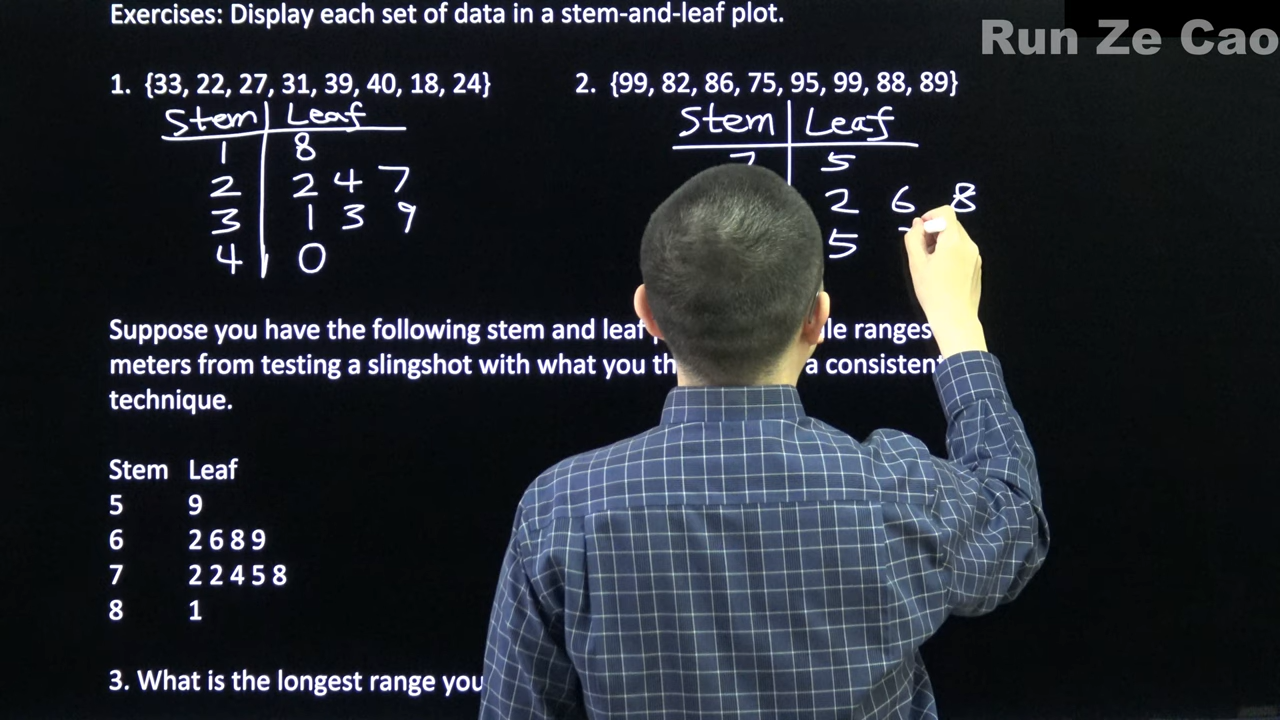 Exercises: Display each set of data in a stem-and-leaf plot.
Run Ze Cao
1. {33, 22, 27, 31, 39, 40, 18, 24}
Stem Leaf
1 8
2 2 4 7
3 1 3 9
4 0
2. {99, 82, 86, 75, 95, 99, 88, 89}
Stem Leaf
7 5
2 6 8
5
Suppose you have the following stem and leaf ranges
meters from testing a slingshot with what you a consistent
technique.
Stem Leaf
5 9
6 2 6 8 9
7 2 2 4 5 8
8 1
3. What is the longest range you